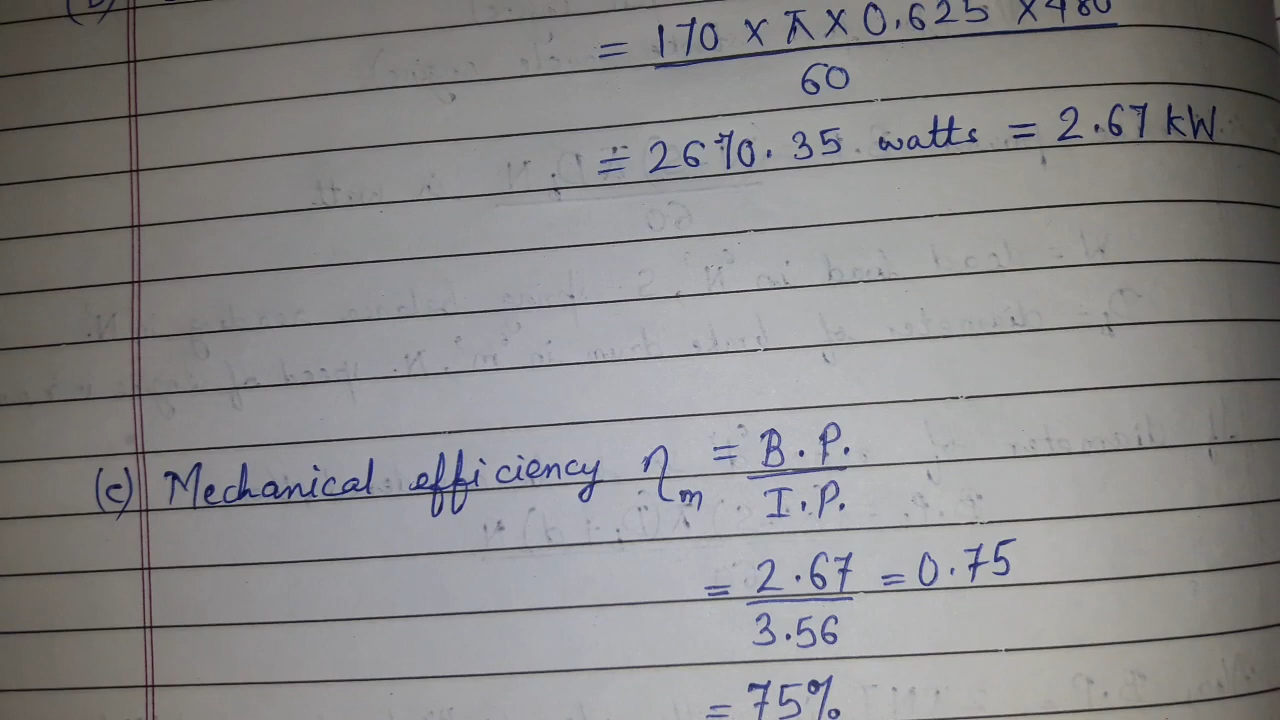 (b)
= 170 × π × 0.625 × 480
60
= 2670.35 watts = 2.67 kW.
(c) Mechanical efficiency ηm = B.P.
I.P.
= 2.67 = 0.75
3.56
= 75%